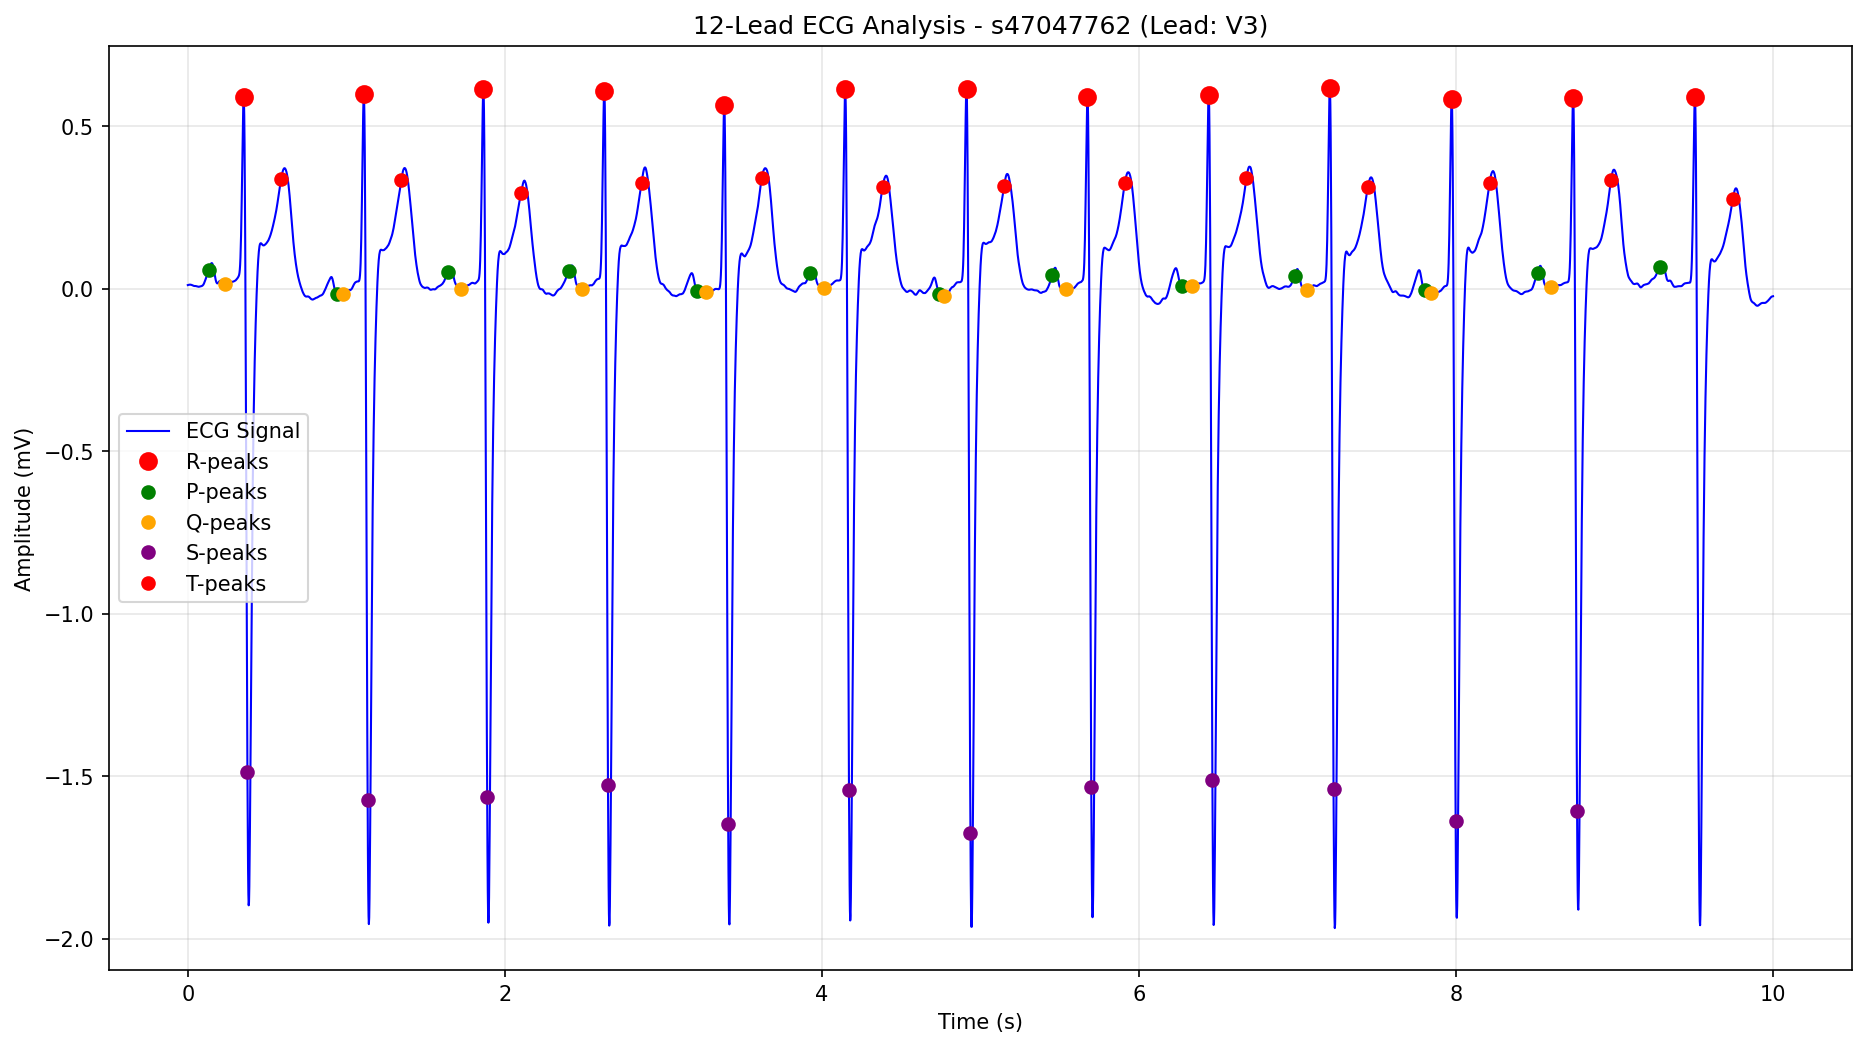 12-Lead ECG Analysis - s47047762 (Lead: V3)
Amplitude (mV)
0.5
0.0
−0.5
−1.0
−1.5
−2.0
ECG Signal
R-peaks
P-peaks
Q-peaks
S-peaks
T-peaks
0 2 4 6 8 10
Time (s)